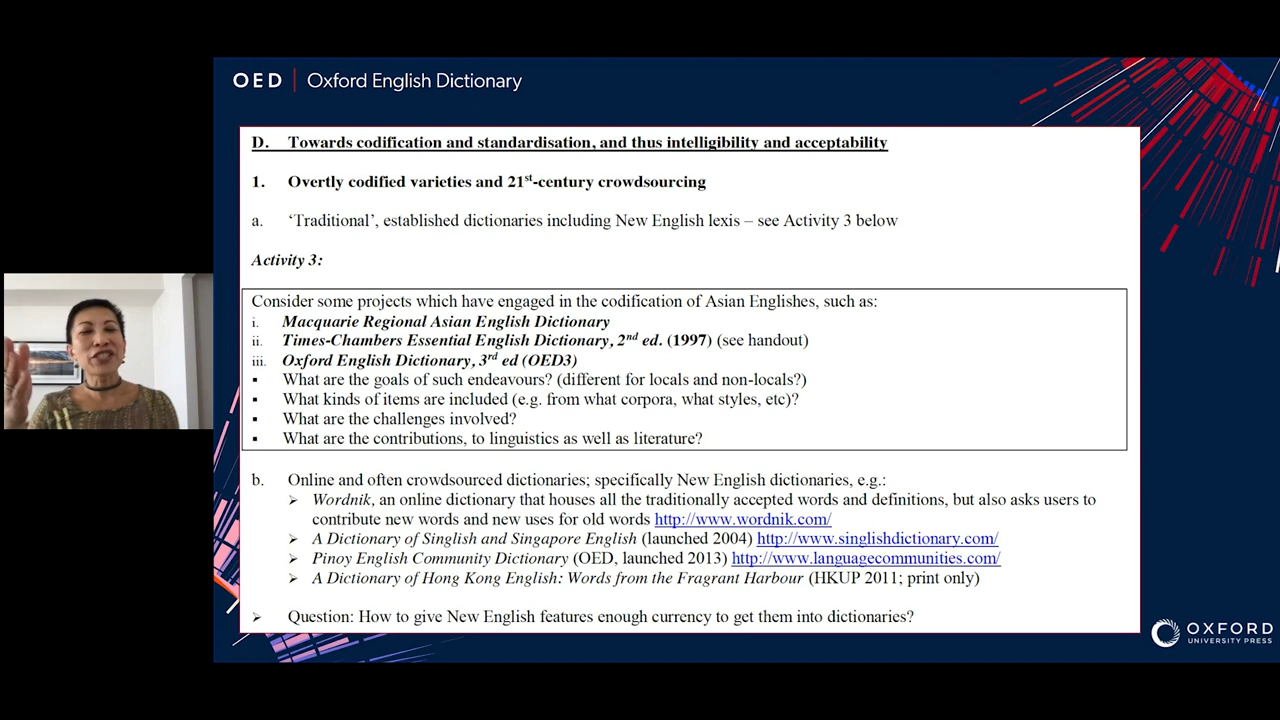 OED | Oxford English Dictionary
D. Towards codification and standardisation, and thus intelligibility and acceptability
1. Overtly codified varieties and 21st-century crowdsourcing
a. ‘Traditional’, established dictionaries including New English lexis – see Activity 3 below
Activity 3:
Consider some projects which have engaged in the codification of Asian Englishes, such as:
i. Macquarie Regional Asian English Dictionary
ii. Times-Chambers Essential English Dictionary, 2nd ed. (1997) (see handout)
iii. Oxford English Dictionary, 3rd ed (OED3)
▪ What are the goals of such endeavours? (different for locals and non-locals?)
▪ What kinds of items are included (e.g. from what corpora, what styles, etc)?
▪ What are the challenges involved?
▪ What are the contributions, to linguistics as well as literature?
b. Online and often crowdsourced dictionaries; specifically New English dictionaries, e.g.:
➢ Wordnik, an online dictionary that houses all the traditionally accepted words and definitions, but also asks users to
contribute new words and new uses for old words http://www.wordnik.com/
➢ A Dictionary of Singlish and Singapore English (launched 2004) http://www.singlishdictionary.com/
➢ Pinoy English Community Dictionary (OED, launched 2013) http://www.languagecommunities.com/
➢ A Dictionary of Hong Kong English: Words from the Fragrant Harbour (HKUP 2011; print only)
➢ Question: How to give New English features enough currency to get them into dictionaries?
OXFORD
UNIVERSITY PRESS